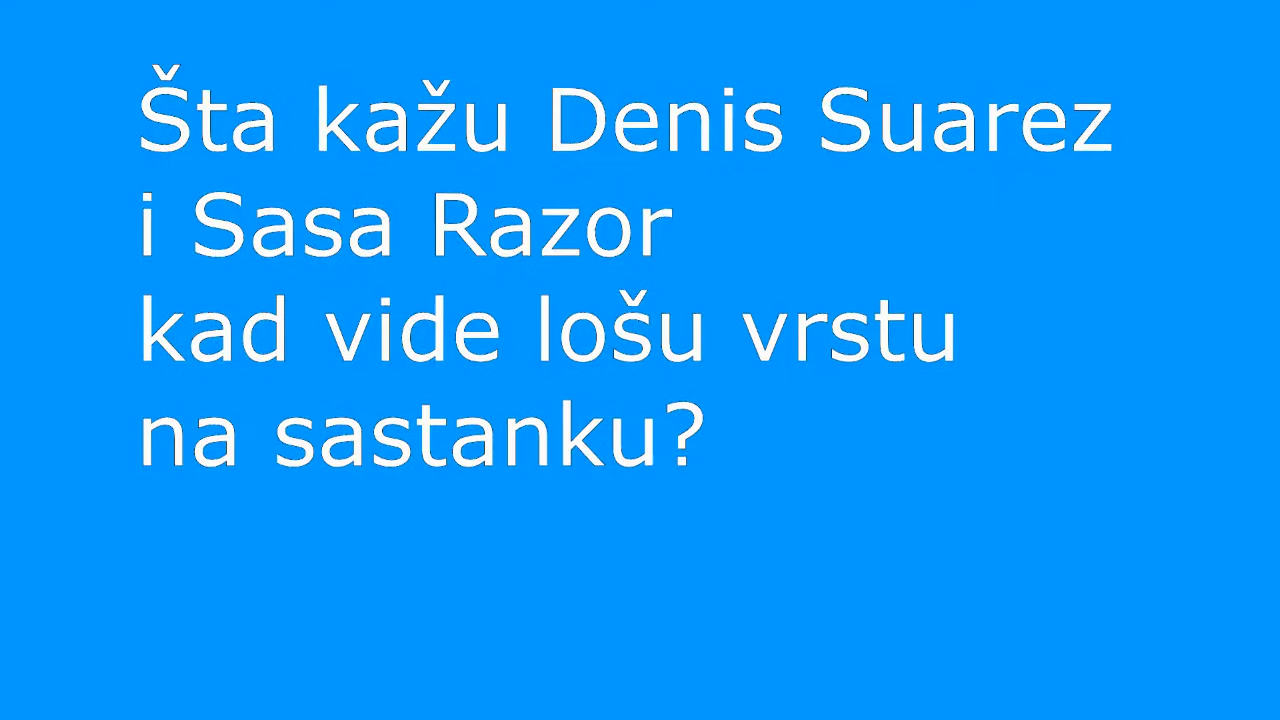 Šta kažu Denis Suarez
i Sasa Razor
kad vide lošu vrstu
na sastanku?